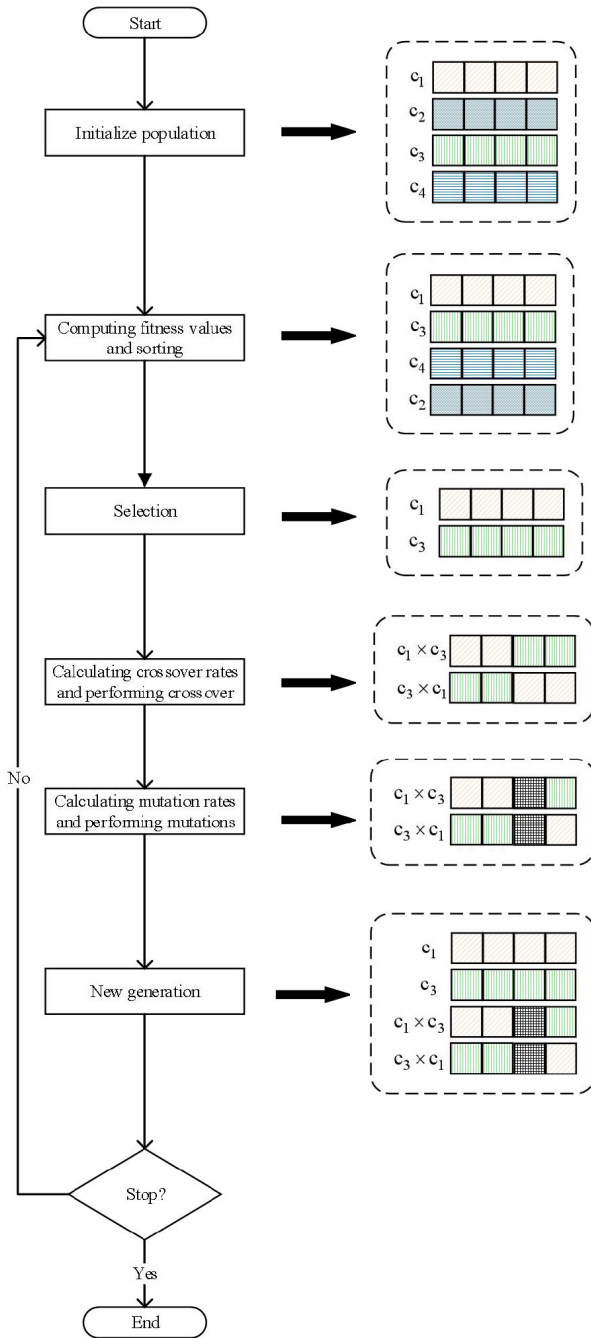 Start
Initialize population
c1
c2
c3
c4
Computing fitness values
and sorting
c1
c3
c4
c2
Selection
c1
c3
Calculating crossover rates
and performing crossover
c1 × c3
c3 × c1
No
Calculating mutation rates
and performing mutations
c1 × c3
c3 × c1
New generation
c1
c3
c1 × c3
c3 × c1
Stop?
Yes
End